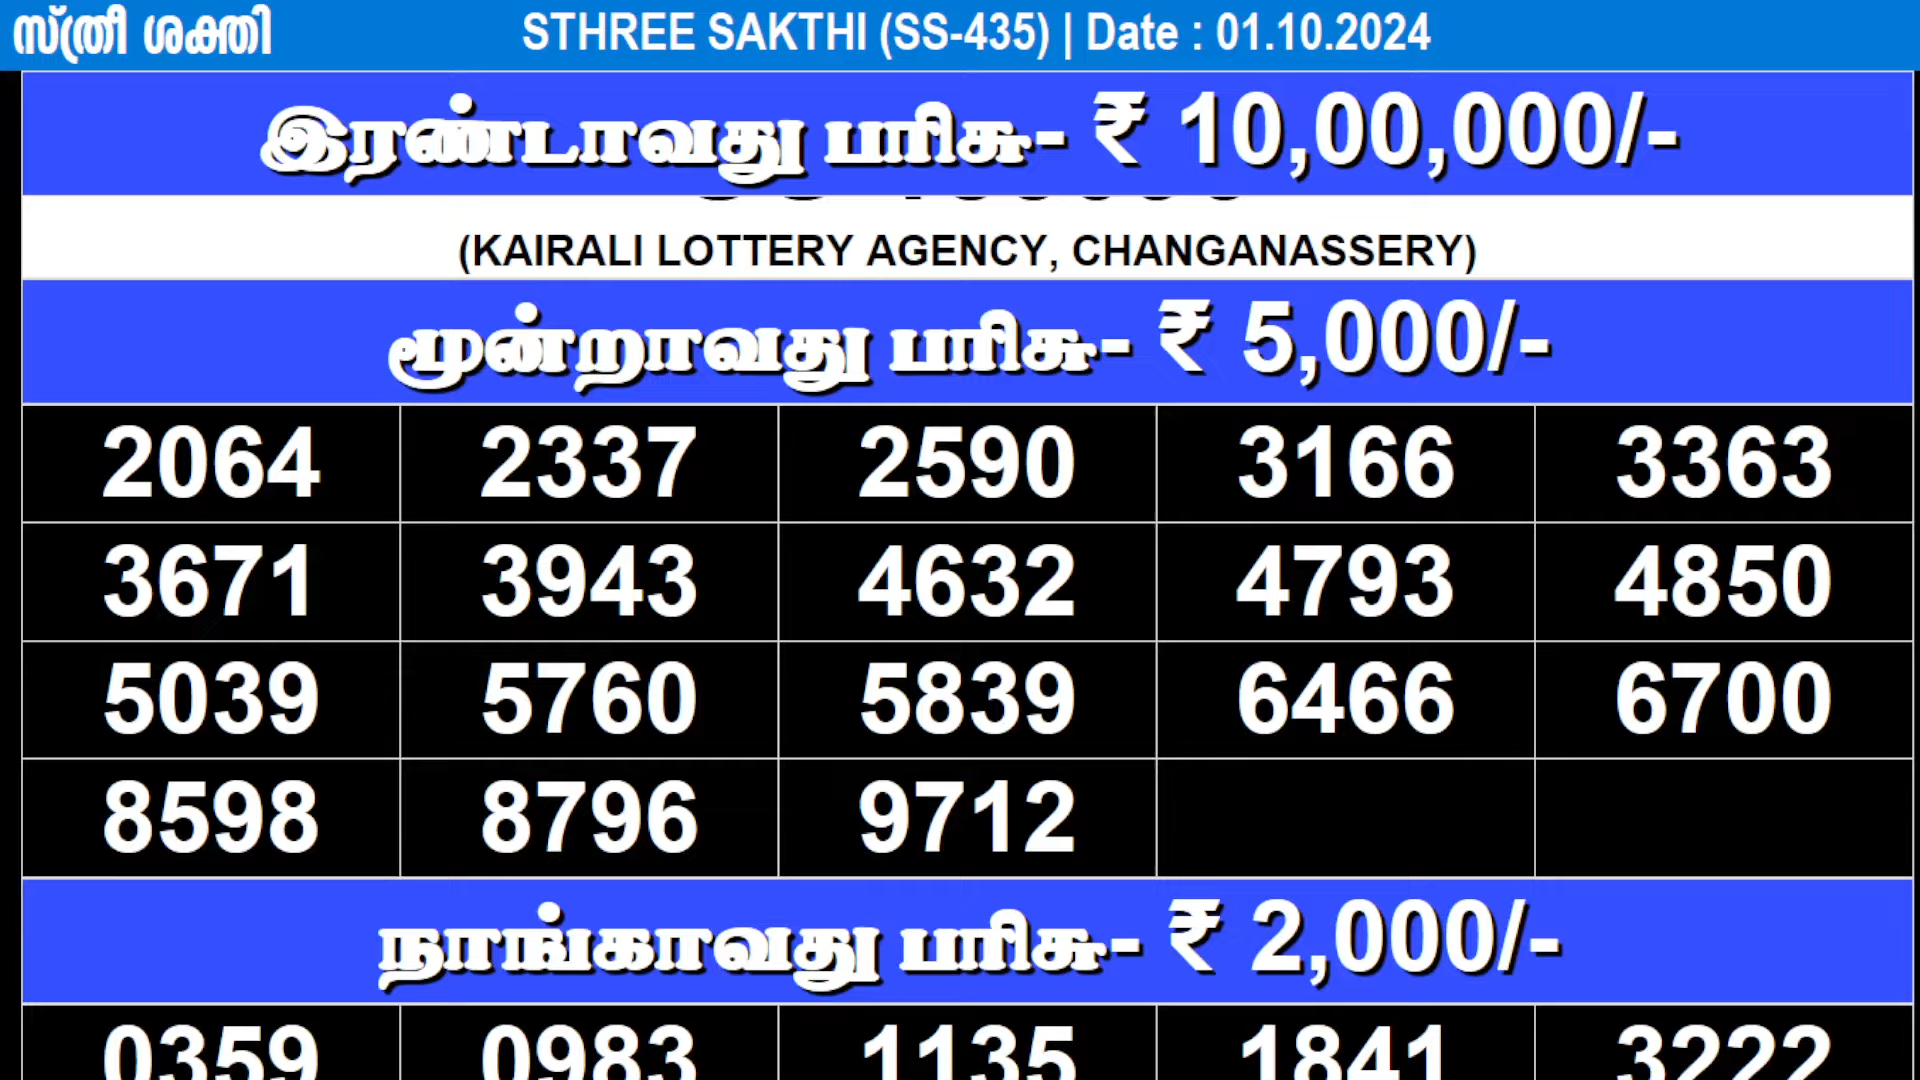 സ്ത്രീ ശക്തി STHREE SAKTHI (SS-435) | Date : 01.10.2024
இரண்டாவது பரிசு- ₹ 10,00,000/-
(KAIRALI LOTTERY AGENCY, CHANGANASSERY)
மூன்றாவது பரிசு- ₹ 5,000/-
2064 2337 2590 3166 3363
3671 3943 4632 4793 4850
5039 5760 5839 6466 6700
8598 8796 9712
நாங்காவது பரிசு- ₹ 2,000/-
0359 0983 1135 1841 3222